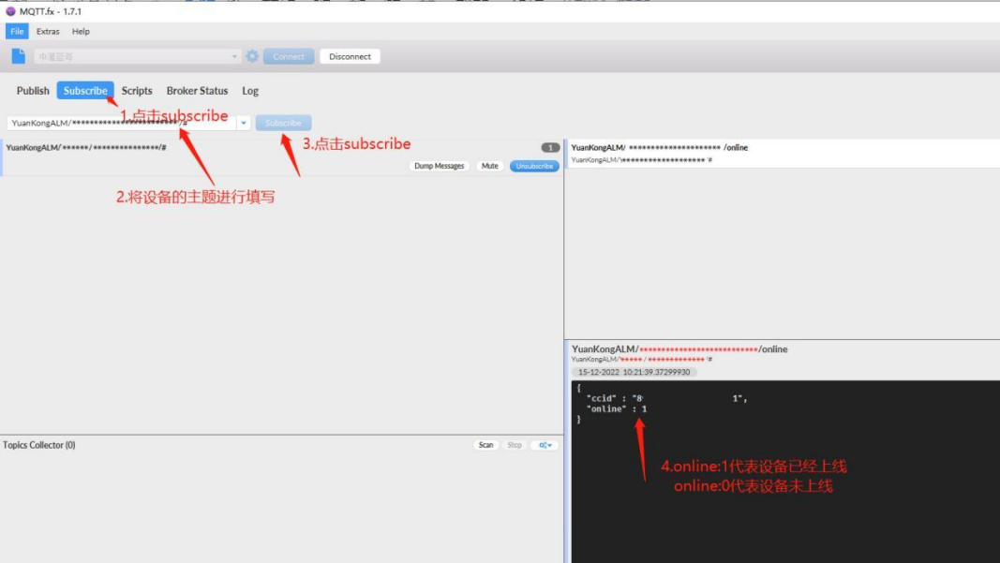 MQTT.fx - 1.7.1
File Extras Help
Connect Disconnect
Publish Subscribe Scripts Broker Status Log
1.点击subscribe
YuanKongALM/************************/# Subscribe
3.点击subscribe
YuanKongALM/******/***************/# 1
Dump Messages Mute Unsubscribe
2.将设备的主题进行填写
YuanKongALM/ ********************* /online
YuanKongALM/******************* #
YuanKongALM/***************************/online
YuanKongALM/*****/************** #
15-12-2022 10:21:39.37299930
{
"ccid" : "8 1",
"online" : 1
}
4.online:1代表设备已经上线
online:0代表设备未上线
Topics Collector (0) Scan Stop